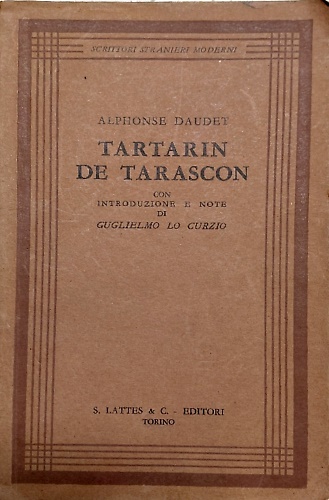 SCRITTORI STRANIERI MODERNI
ALPHONSE DAUDET
TARTARIN
DE TARASCON
CON
INTRODUZIONE E NOTE
DI
GUGLIELMO LO CURZIO
S. LATTES & C. - EDITORI
TORINO